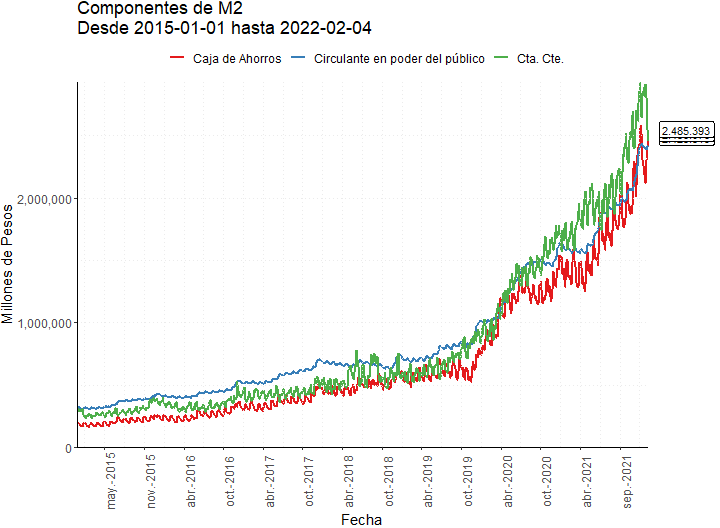 Componentes de M2
Desde 2015-01-01 hasta 2022-02-04
Caja de Ahorros Circulante en poder del público Cta. Cte.
2.485.393
2,000,000
1,000,000
0
Millones de Pesos
may.-2015 nov.-2015 abr.-2016 oct.-2016 abr.-2017 oct.-2017 abr.-2018 oct.-2018 abr.-2019 oct.-2019 abr.-2020 oct.-2020 abr.-2021 sep.-2021
Fecha